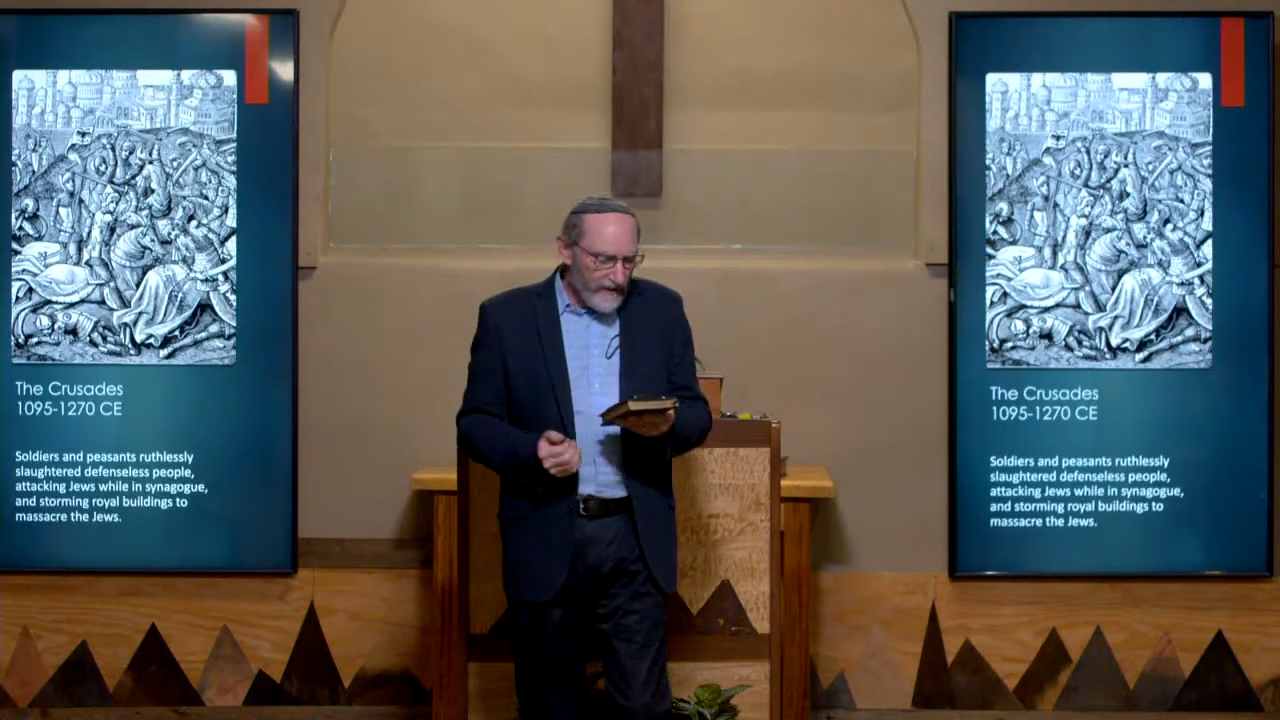 The Crusades
1095-1270 CE
Soldiers and peasants ruthlessly
slaughtered defenseless people,
attacking Jews while in synagogue,
and storming royal buildings to
massacre the Jews.
The Crusades
1095-1270 CE
Soldiers and peasants ruthlessly
slaughtered defenseless people,
attacking Jews while in synagogue,
and storming royal buildings to
massacre the Jews.